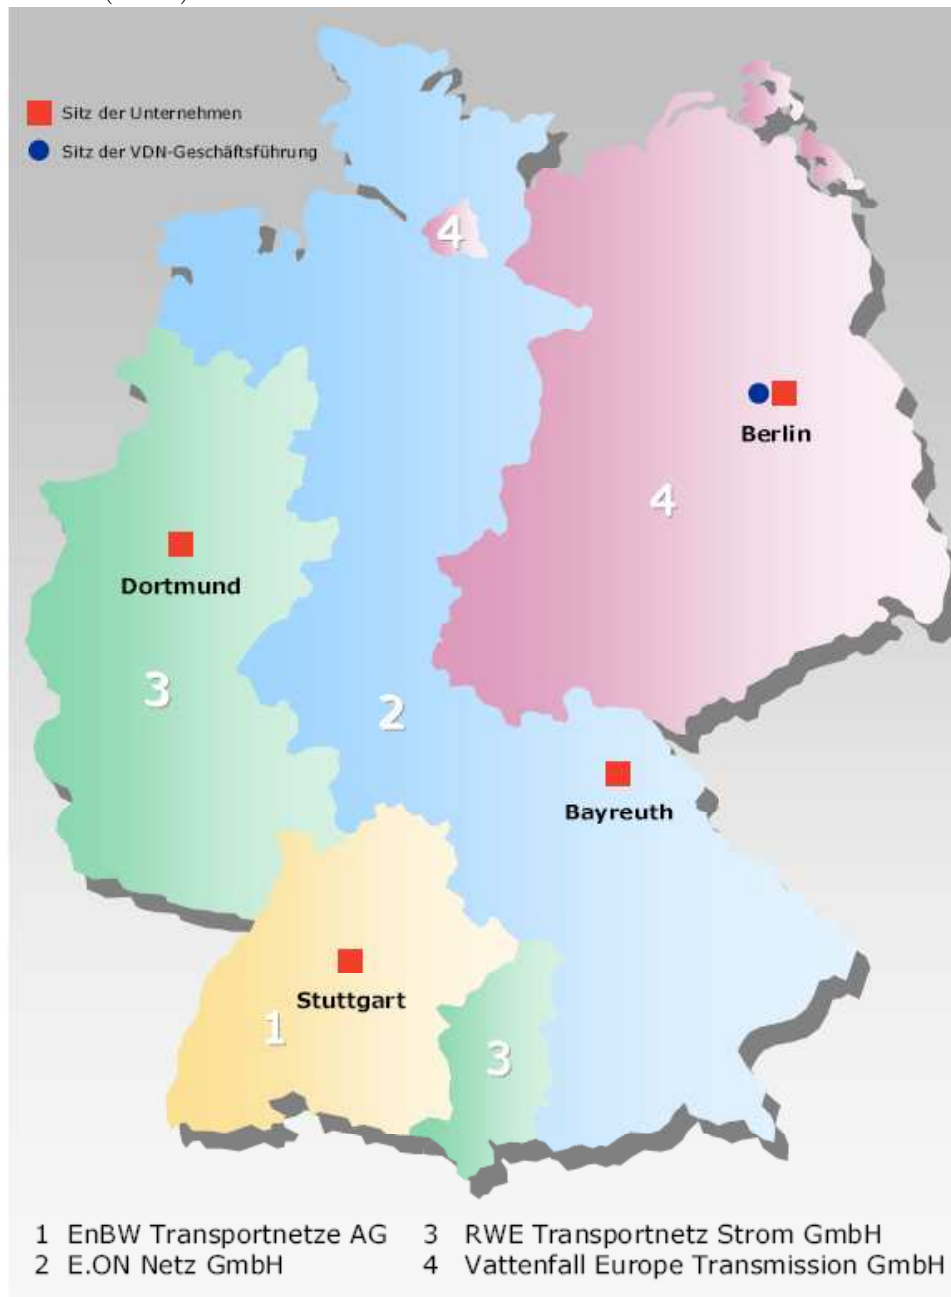 Sitz der Unternehmen
Sitz der VDN-Geschäftsführung
4
Berlin
4
Dortmund
3
2
Bayreuth
Stuttgart
1
3
1 EnBW Transportnetze AG
2 E.ON Netz GmbH
3 RWE Transportnetz Strom GmbH
4 Vattenfall Europe Transmission GmbH